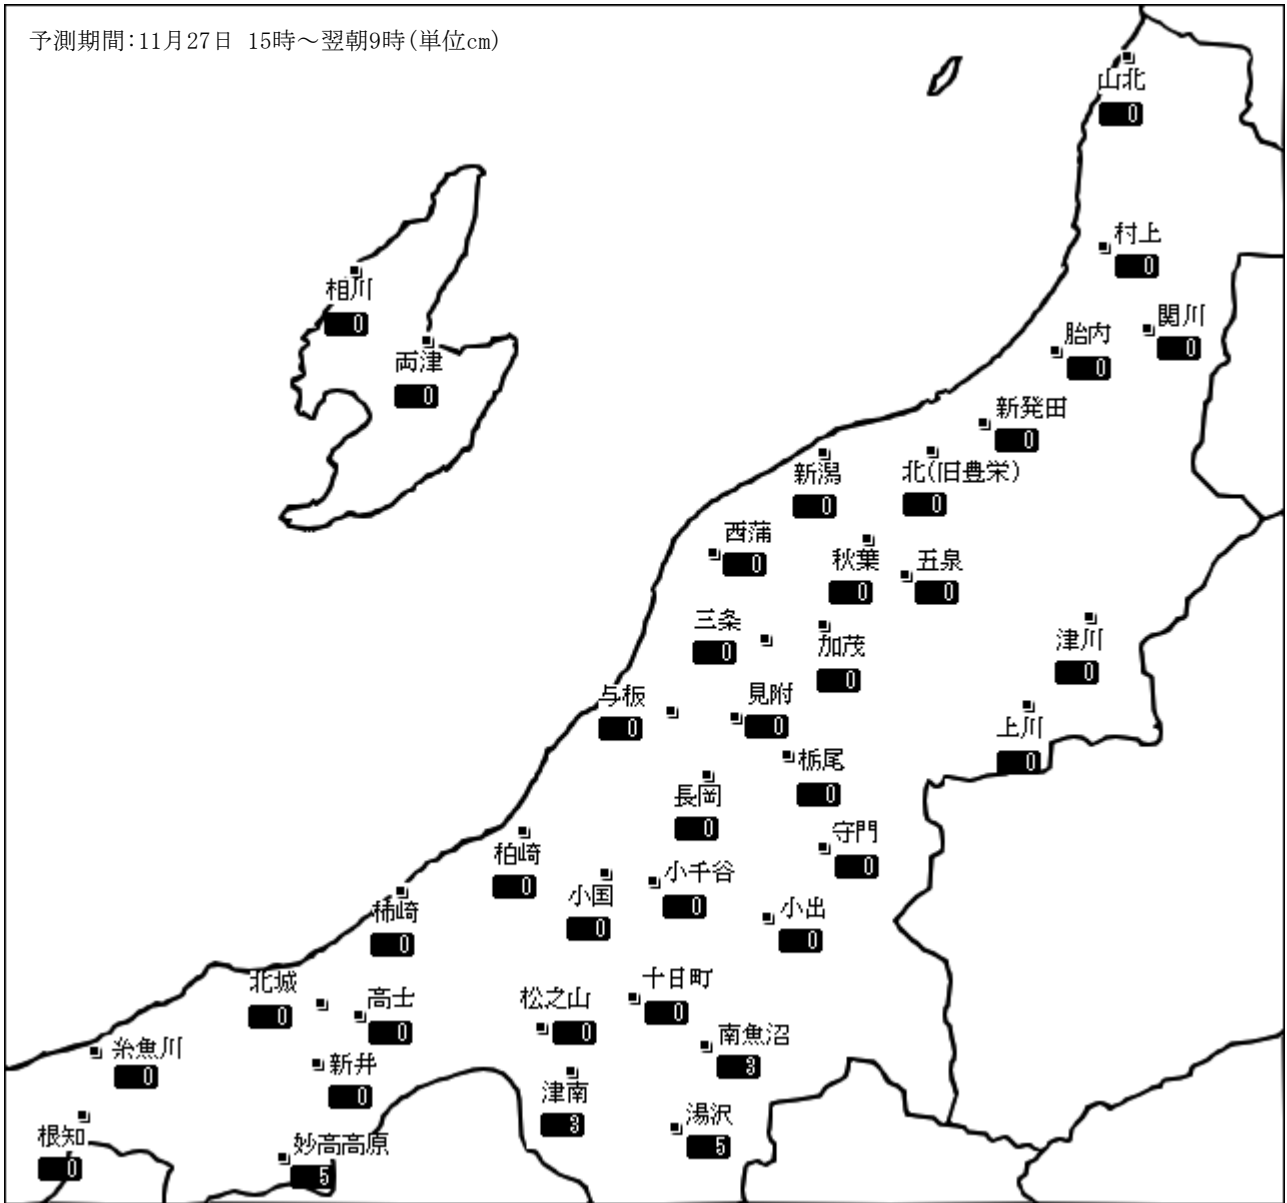 予測期間:11月27日 15時～翌朝9時(単位cm)
山北
0
村上
0
関川
0
胎内
0
相川
0
両津
0
新発田
0
新潟
0
北(旧豊栄)
0
西蒲
0
秋葉
0
五泉
0
三条
0
加茂
0
津川
0
与板
0
見附
0
上川
0
栃尾
0
長岡
0
守門
0
柏崎
0
小国
0
小千谷
0
小出
0
柿崎
0
北城
0
高士
0
松之山
0
十日町
0
南魚沼
3
糸魚川
0
新井
0
津南
3
湯沢
5
根知
0
妙高高原
5